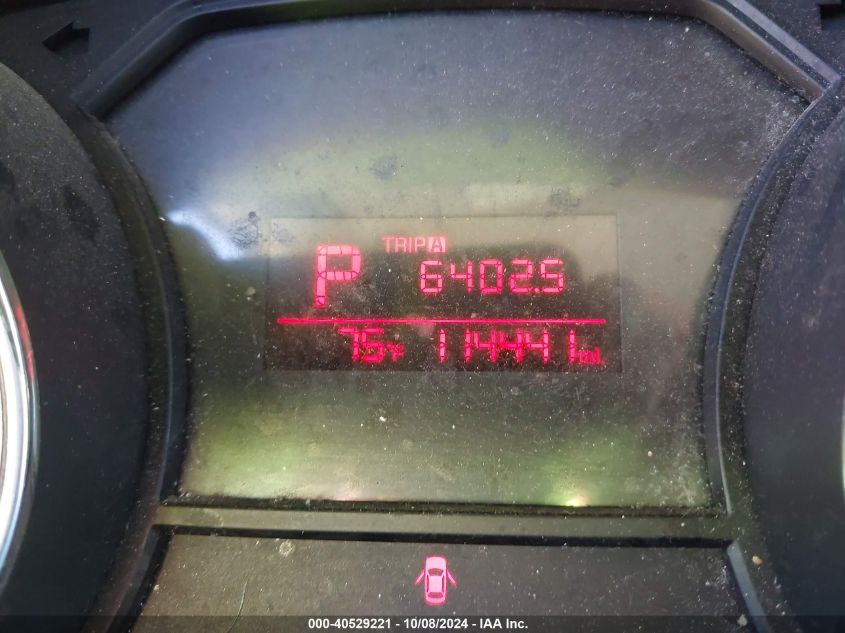 TRIP A
P 6402.5
75°F 114441 mi.
000-40529221 - 10/08/2024 - IAA Inc.